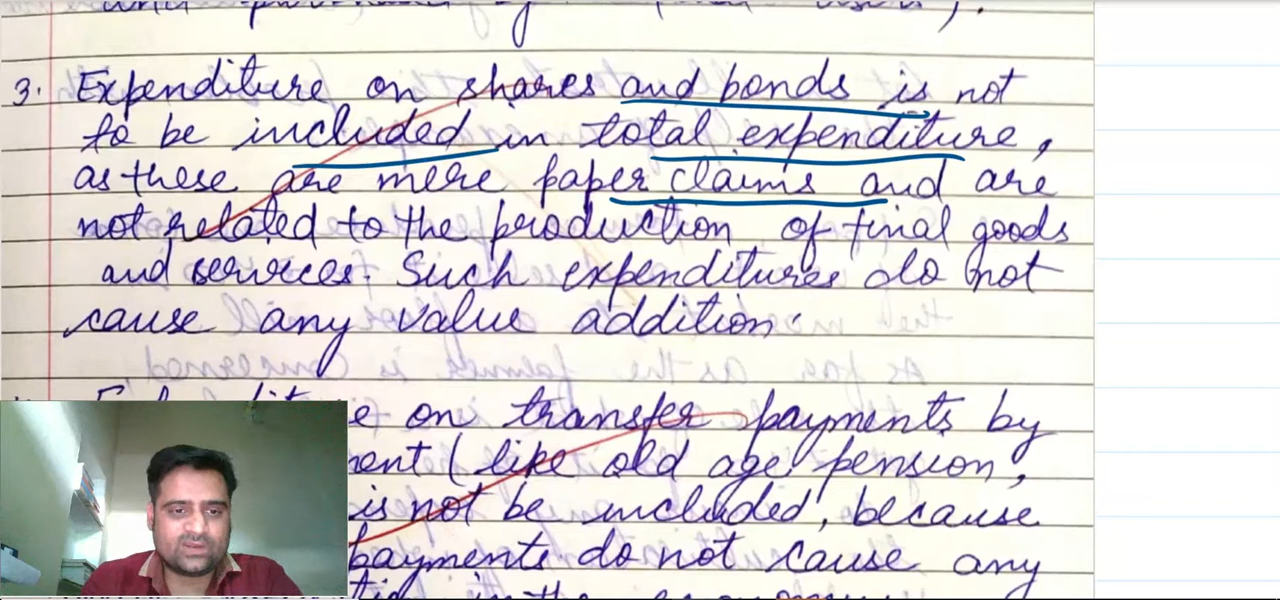 3. Expenditure on shares and bonds is not
to be included in total expenditure,
as these are mere paper claims and are
not related to the production of final goods
and services. Such expenditures do not
cause any value addition.
on transfer payments by
(like old age pension,
is not be included, because
payments do not cause any
in the